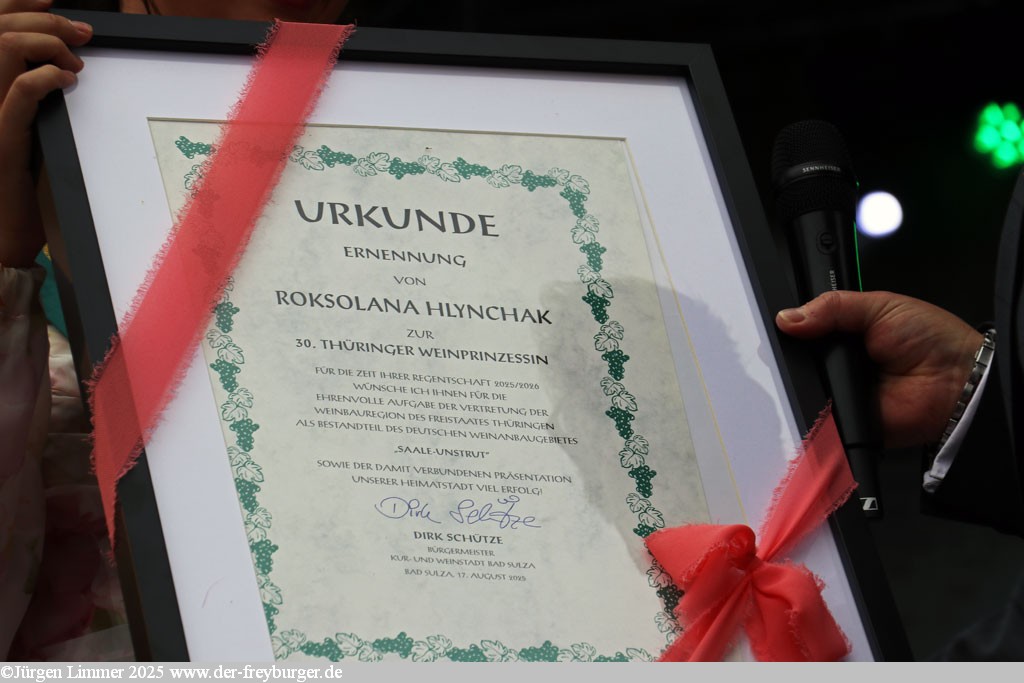 URKUNDE
ERNENNUNG
VON
ROKSOLANA HLYNCHAK
ZUR
30. THÜRINGER WEINPRINZESSIN
FÜR DIE ZEIT IHRER REGENTSCHAFT 2025/2026
WÜNSCHE ICH IHNEN FÜR DIE
EHRENVOLLE AUFGABE DER VERTRETUNG DER
WEINBAUREGION DES FREISTAATES THÜRINGEN
ALS BESTANDTEIL DES DEUTSCHEN WEINANBAUGEBIETES
„SAALE-UNSTRUT"
SOWIE DER DAMIT VERBUNDENEN PRÄSENTATION
UNSERER HEIMATSTADT VIEL ERFOLG!
Dirk Schütze
DIRK SCHÜTZE
BÜRGERMEISTER
KUR- UND WEINSTADT BAD SULZA
BAD SULZA, 17. AUGUST 2025
SENNHEISER
©Jürgen Limmer 2025 www.der-freyburger.de